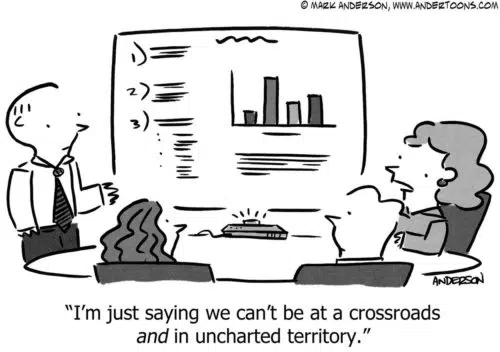 © MARK ANDERSON, WWW.ANDERTOONS.COM
1)
2)
3)
ANDERSON
"I'm just saying we can't be at a crossroads
and in uncharted territory."